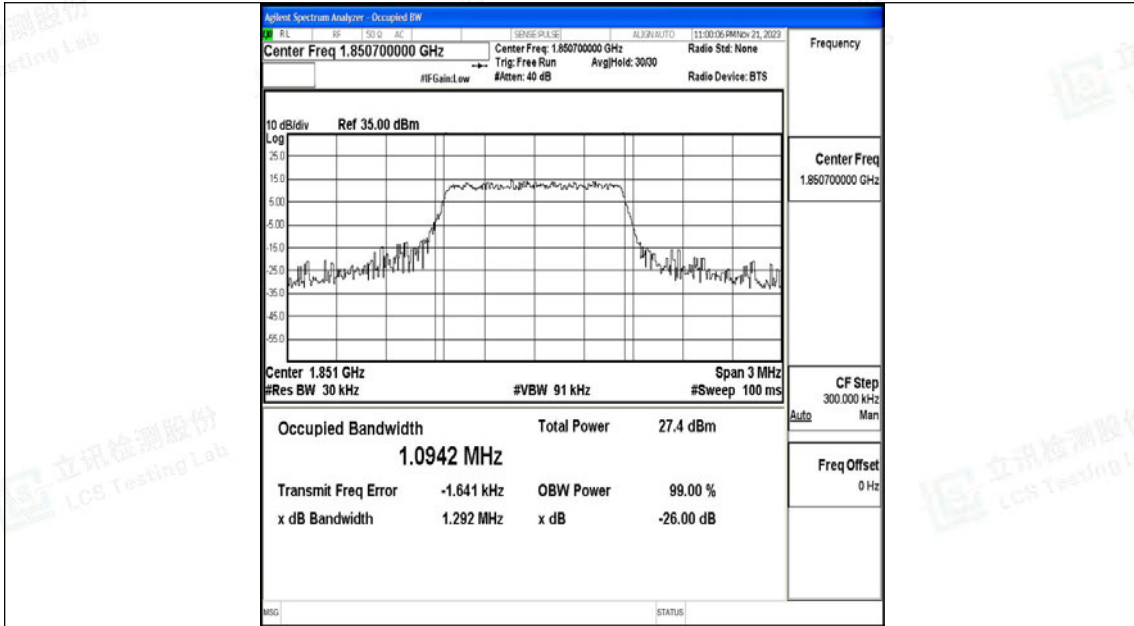 Agilent Spectrum Analyzer - Occupied BW
RL RF 50 Ω AC SENSE:PULSE ALIGN AUTO 11:00:06 PM Nov 21, 2023
Center Freq 1.850700000 GHz
Center Freq: 1.850700000 GHz
Radio Std: None
Trig: Free Run Avg|Hold: 30/30
#IFGain:Low #Atten: 40 dB Radio Device: BTS
10 dB/div Ref 35.00 dBm
Log
25.0
15.0
5.00
-5.00
-15.0
-25.0
-35.0
-45.0
-55.0
Center 1.851 GHz Span 3 MHz
#Res BW 30 kHz #VBW 91 kHz #Sweep 100 ms
Occupied Bandwidth Total Power 27.4 dBm
1.0942 MHz
Transmit Freq Error -1.641 kHz OBW Power 99.00 %
x dB Bandwidth 1.292 MHz x dB -26.00 dB
MSG STATUS
Frequency
Center Freq
1.850700000 GHz
CF Step
300.000 kHz
Auto Man
Freq Offset
0 Hz
立讯检测股份
LCS Testing Lab
立讯检测股份
LCS Testing
测股份
sting Lab
立